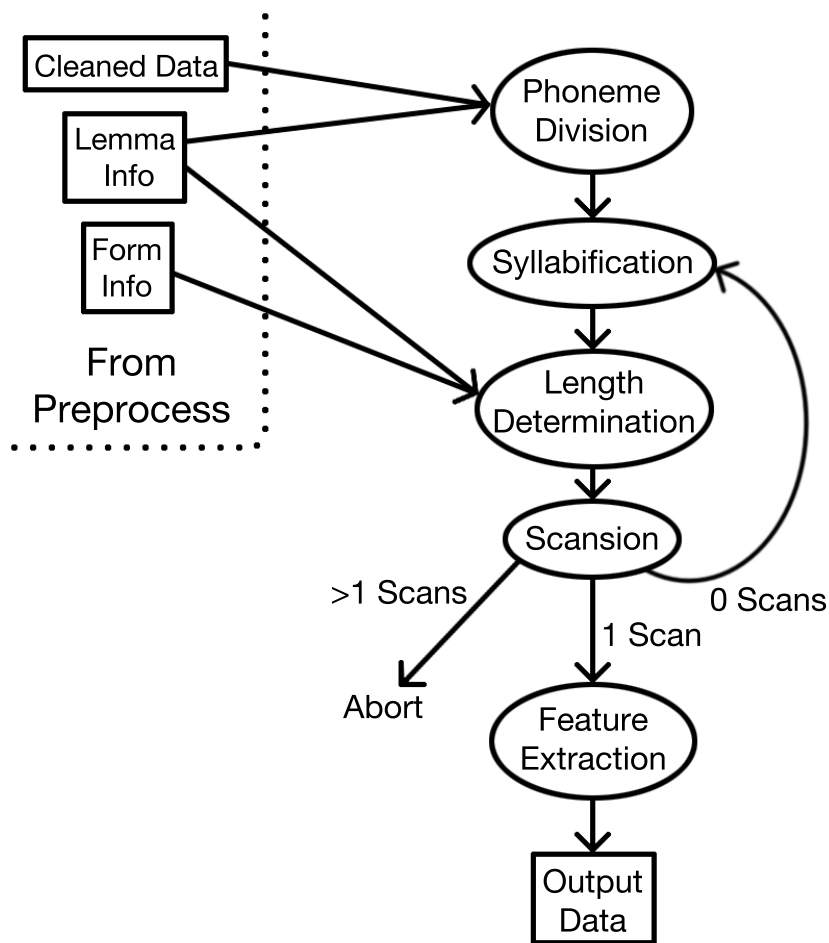 Cleaned Data
Lemma
Info
Form
Info
From
Preprocess
Phoneme
Division
Syllabification
Length
Determination
Scansion
>1 Scans
0 Scans
1 Scan
Abort
Feature
Extraction
Output
Data